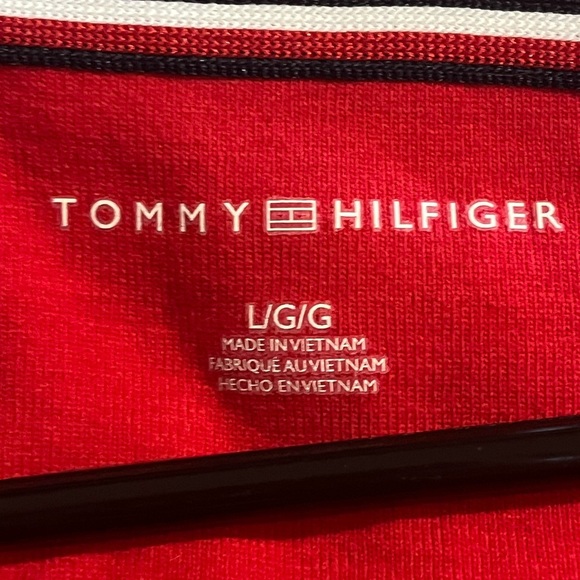 TOMMY HILFIGER
L/G/G
MADE IN VIETNAM
FABRIQUÉ AU VIETNAM
HECHO EN VIETNAM